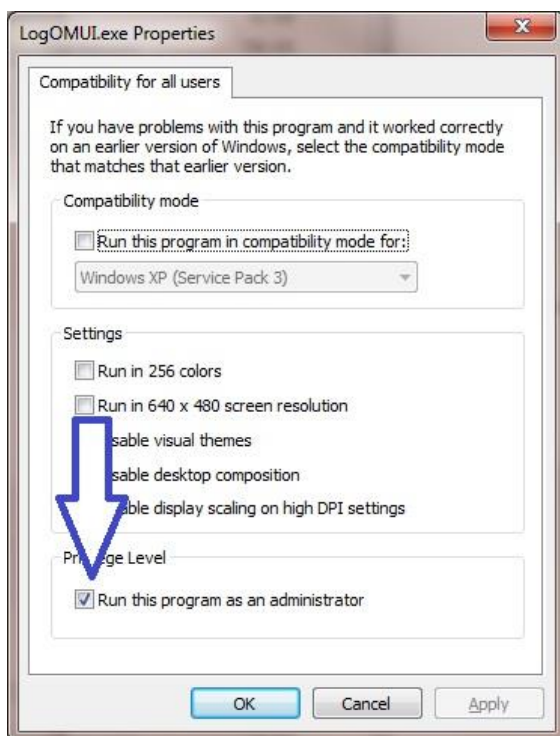 LogOMUI.exe Properties
Compatibility for all users
If you have problems with this program and it worked correctly
on an earlier version of Windows, select the compatibility mode
that matches that earlier version.
Compatibility mode
Run this program in compatibility mode for:
Windows XP (Service Pack 3)
Settings
Run in 256 colors
Run in 640 x 480 screen resolution
visual themes
desktop composition
display scaling on high DPI settings
Level
Run this program as an administrator
OK Cancel Apply